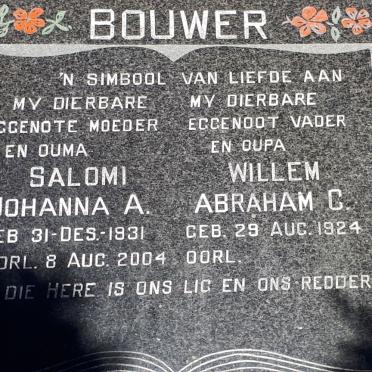 BOUWER
'N SIMBOOL VAN LIEFDE AAN
MY DIERBARE
EGGENOTE MOEDER
EN OUMA
SALOMI
JOHANNA A.
GEB 31-DES.-1931
OORL. 8 AUG. 2004
MY DIERBARE
EGGENOOT VADER
EN OUPA
WILLEM
ABRAHAM C.
GEB. 29 AUG. 1924
OORL.
DIE HERE IS ONS LIG EN ONS REDDER